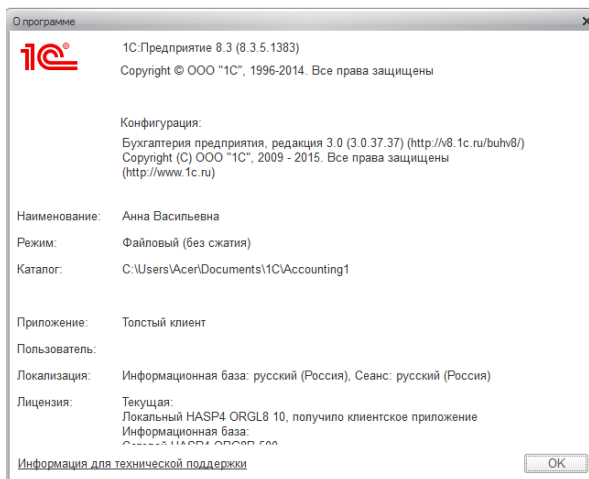 О программе
1С®
1С:Предприятие 8.3 (8.3.5.1383)
Copyright © ООО "1С", 1996-2014. Все права защищены
Конфигурация:
Бухгалтерия предприятия, редакция 3.0 (3.0.37.37) (http://v8.1c.ru/buhv8/)
Copyright (С) ООО "1С", 2009 - 2015. Все права защищены
(http://www.1c.ru)
Наименование: Анна Васильевна
Режим: Файловый (без сжатия)
Каталог: C:\Users\Acer\Documents\1C\Accounting1
Приложение: Толстый клиент
Пользователь:
Локализация: Информационная база: русский (Россия), Сеанс: русский (Россия)
Лицензия: Текущая:
Локальный HASP4 ORGL8 10, получило клиентское приложение
Информационная база:
Информация для технической поддержки
OK